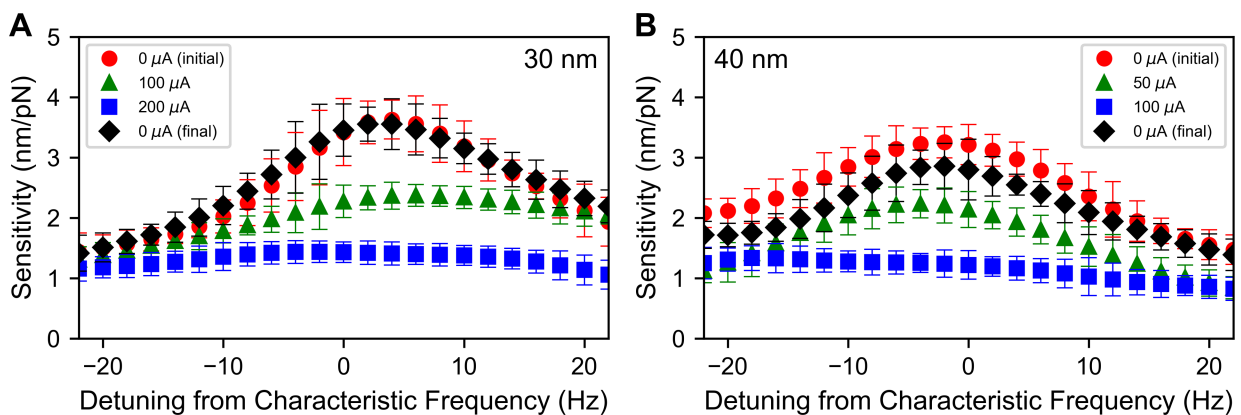 A
30 nm
0 μA (initial)
100 μA
200 μA
0 μA (final)
Sensitivity (nm/pN)
5
4
3
2
1
0
−20
−10
0
10
20
Detuning from Characteristic Frequency (Hz)
B
40 nm
0 μA (initial)
50 μA
100 μA
0 μA (final)
Sensitivity (nm/pN)
5
4
3
2
1
0
−20
−10
0
10
20
Detuning from Characteristic Frequency (Hz)